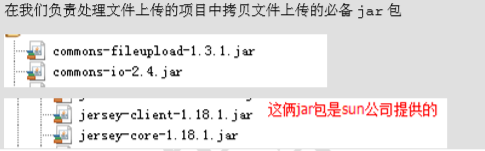 在我们负责处理文件上传的项目中拷贝文件上传的必备 jar 包
commons-fileupload-1.3.1.jar
commons-io-2.4.jar
jersey-client-1.18.1.jar
这俩jar包是sun公司提供的
jersey-core-1.18.1.jar